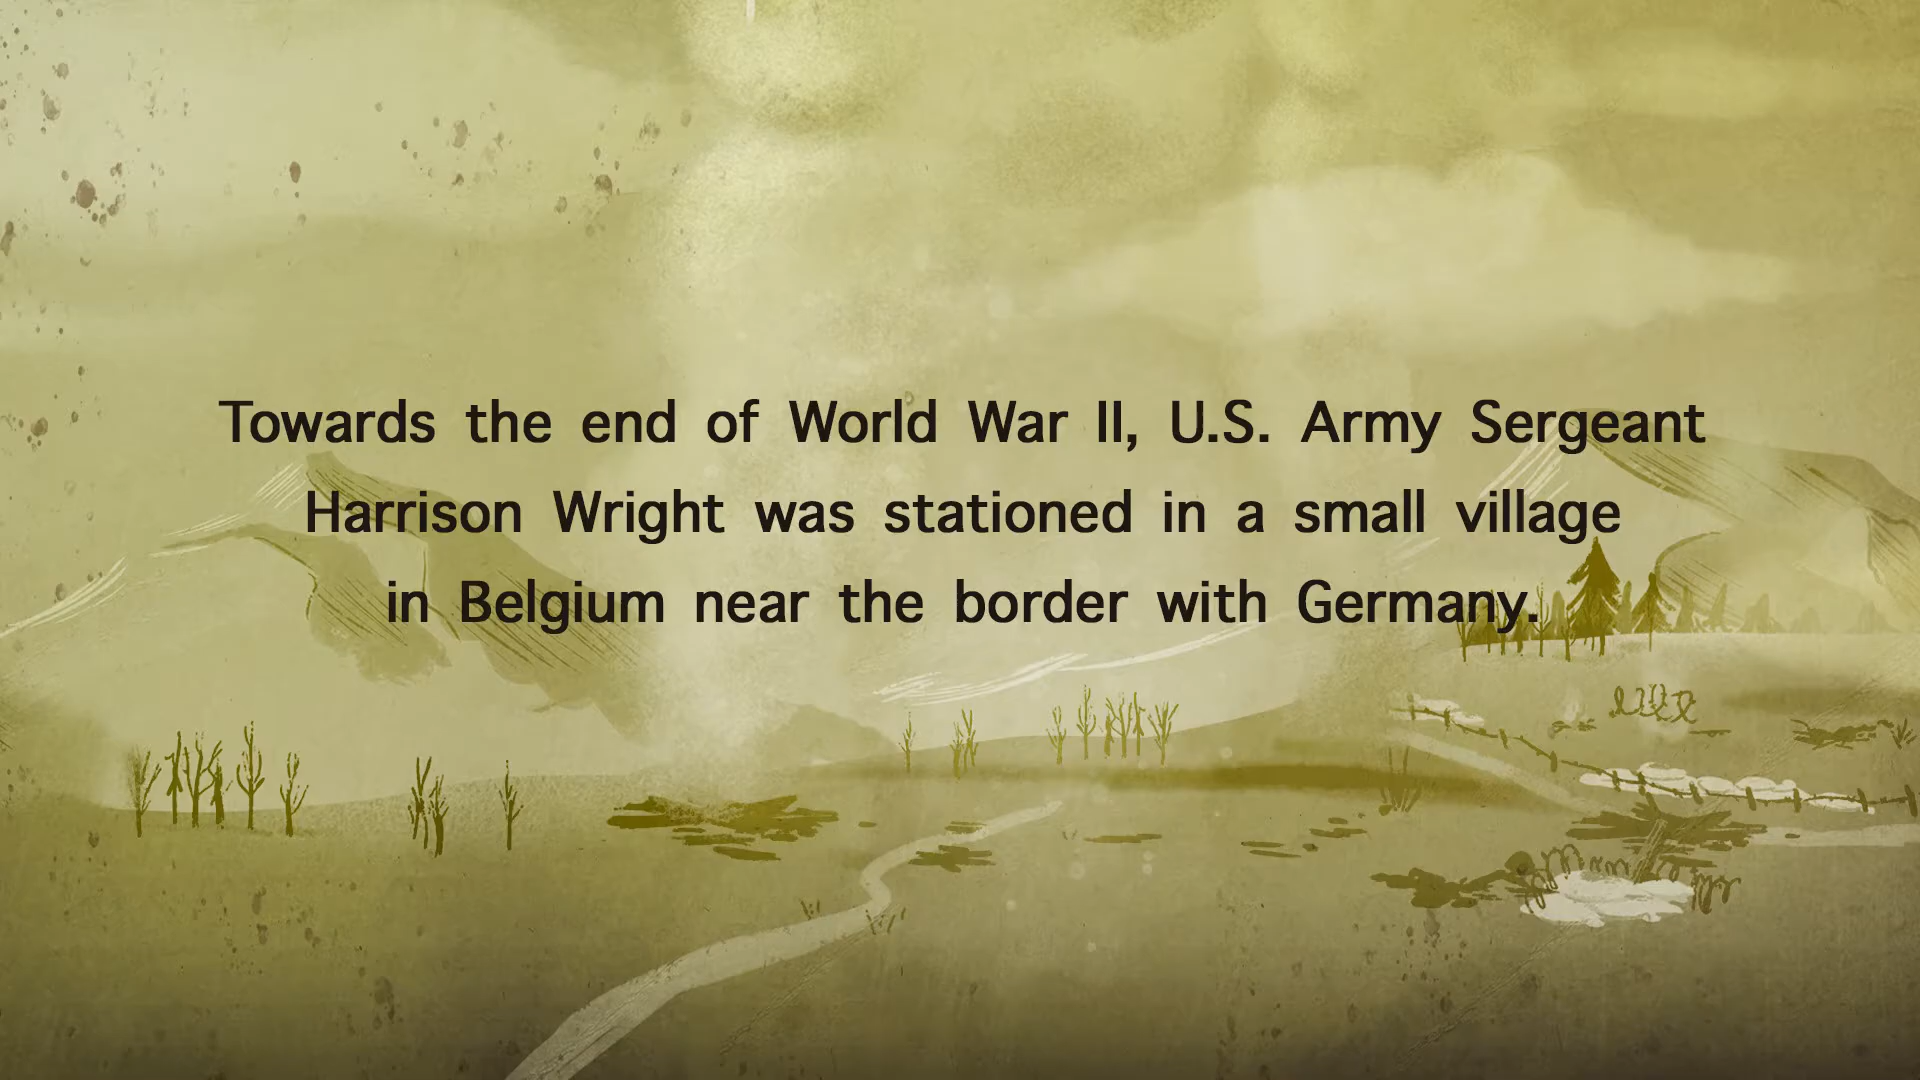 Towards the end of World War II, U.S. Army Sergeant
Harrison Wright was stationed in a small village
in Belgium near the border with Germany.